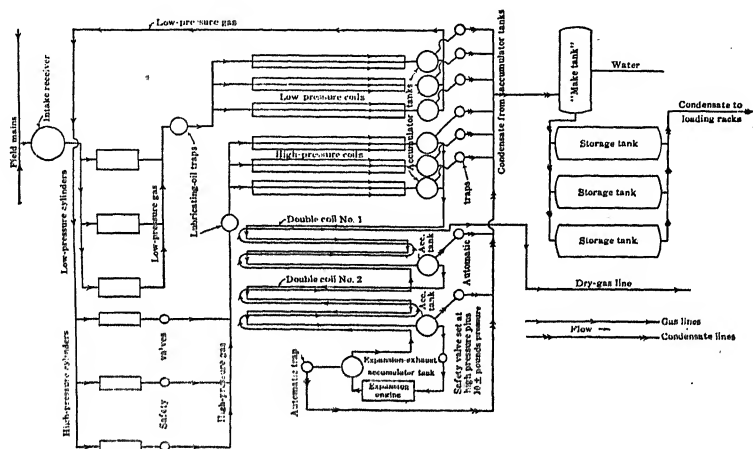 Low-pressure gas
Intake receiver
Field mains
Low-pressure cylinders
Low-pressure gas
Lubricating-oil traps
Low-pressure coils
High-pressure coils
Accumulator tanks
Accumulator tanks
traps
Condensate from accumulator tanks
"Make tank"
Water
Condensate to
loading racks
Storage tank
Storage tank
Storage tank
Double coil No. 1
Acc.
tank
Automatic
Double coil No. 2
Acc.
tank
Dry-gas line
Flow
Gas lines
Condensate lines
High-pressure cylinders
valves
Safety
High-pressure gas
Automatic trap
Expansion-exhaust
accumulator tank
Expansion
engine
Safety valve set at
high pressure plus
10 ± pounds pressure